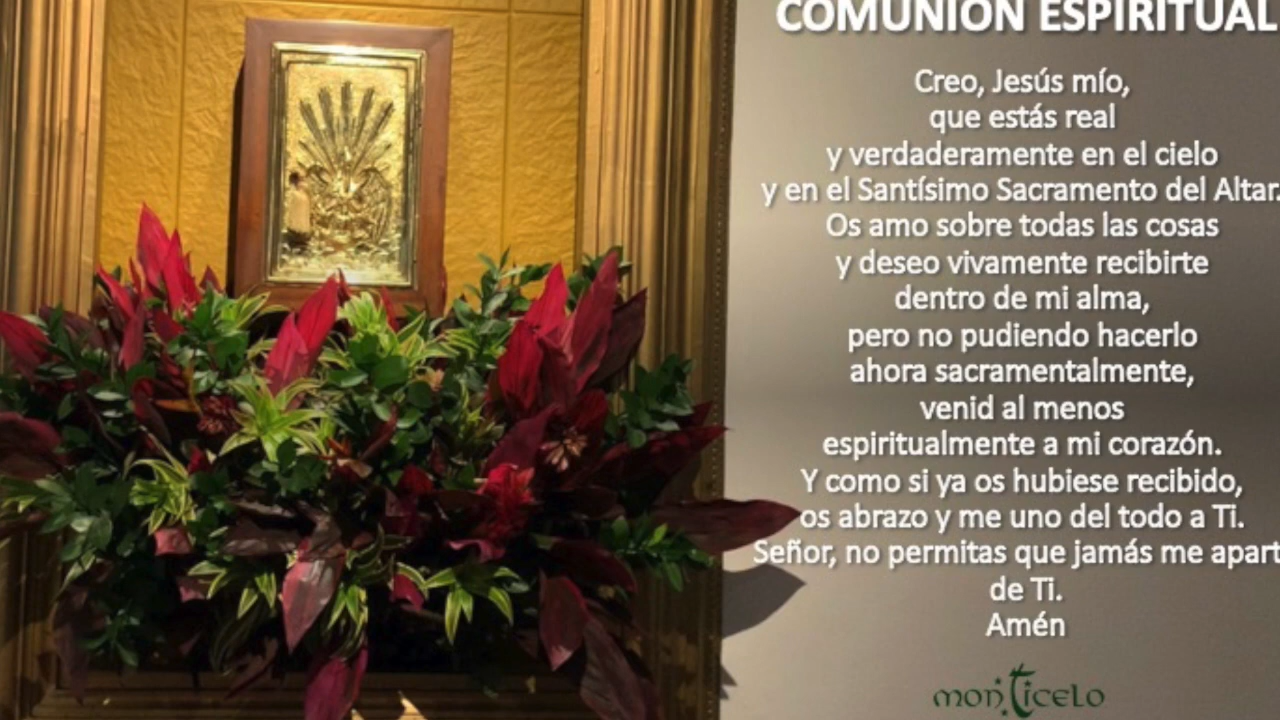 COMUNIÓN ESPIRITUAL
Creo, Jesús mío,
que estás real
y verdaderamente en el cielo
y en el Santísimo Sacramento del Altar.
Os amo sobre todas las cosas
y deseo vivamente recibirte
dentro de mi alma,
pero no pudiendo hacerlo
ahora sacramentalmente,
venid al menos
espiritualmente a mi corazón.
Y como si ya os hubiese recibido,
os abrazo y me uno del todo a Ti.
Señor, no permitas que jamás me apart
de Ti.
Amén
monticelo